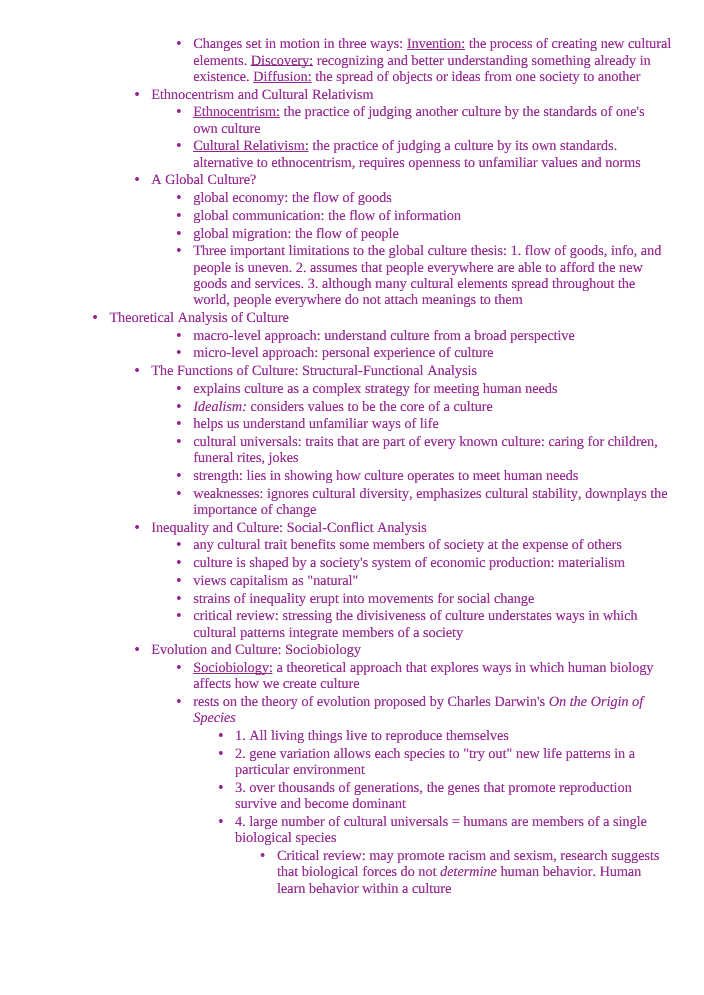 • Changes set in motion in three ways: Invention: the process of creating new cultural
elements. Discovery: recognizing and better understanding something already in
existence. Diffusion: the spread of objects or ideas from one society to another
• Ethnocentrism and Cultural Relativism
• Ethnocentrism: the practice of judging another culture by the standards of one's
own culture
• Cultural Relativism: the practice of judging a culture by its own standards.
alternative to ethnocentrism, requires openness to unfamiliar values and norms
• A Global Culture?
• global economy: the flow of goods
• global communication: the flow of information
• global migration: the flow of people
• Three important limitations to the global culture thesis: 1. flow of goods, info, and
people is uneven. 2. assumes that people everywhere are able to afford the new
goods and services. 3. although many cultural elements spread throughout the
world, people everywhere do not attach meanings to them
• Theoretical Analysis of Culture
• macro-level approach: understand culture from a broad perspective
• micro-level approach: personal experience of culture
• The Functions of Culture: Structural-Functional Analysis
• explains culture as a complex strategy for meeting human needs
• Idealism: considers values to be the core of a culture
• helps us understand unfamiliar ways of life
• cultural universals: traits that are part of every known culture: caring for children,
funeral rites, jokes
• strength: lies in showing how culture operates to meet human needs
• weaknesses: ignores cultural diversity, emphasizes cultural stability, downplays the
importance of change
• Inequality and Culture: Social-Conflict Analysis
• any cultural trait benefits some members of society at the expense of others
• culture is shaped by a society's system of economic production: materialism
• views capitalism as "natural"
• strains of inequality erupt into movements for social change
• critical review: stressing the divisiveness of culture understates ways in which
cultural patterns integrate members of a society
• Evolution and Culture: Sociobiology
• Sociobiology: a theoretical approach that explores ways in which human biology
affects how we create culture
• rests on the theory of evolution proposed by Charles Darwin's On the Origin of
Species
• 1. All living things live to reproduce themselves
• 2. gene variation allows each species to "try out" new life patterns in a
particular environment
• 3. over thousands of generations, the genes that promote reproduction
survive and become dominant
• 4. large number of cultural universals = humans are members of a single
biological species
• Critical review: may promote racism and sexism, research suggests
that biological forces do not determine human behavior. Human
learn behavior within a culture